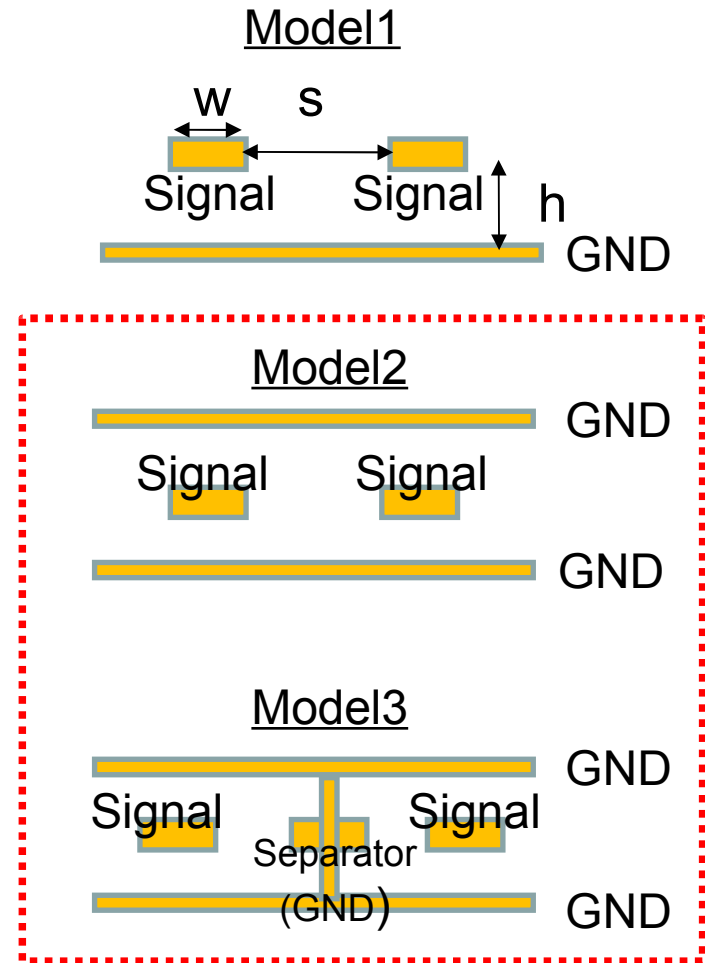 Model1
w s
Signal Signal
h
GND
Model2
GND
Signal Signal
GND
Model3
GND
Signal Signal
Separator
(GND)
GND